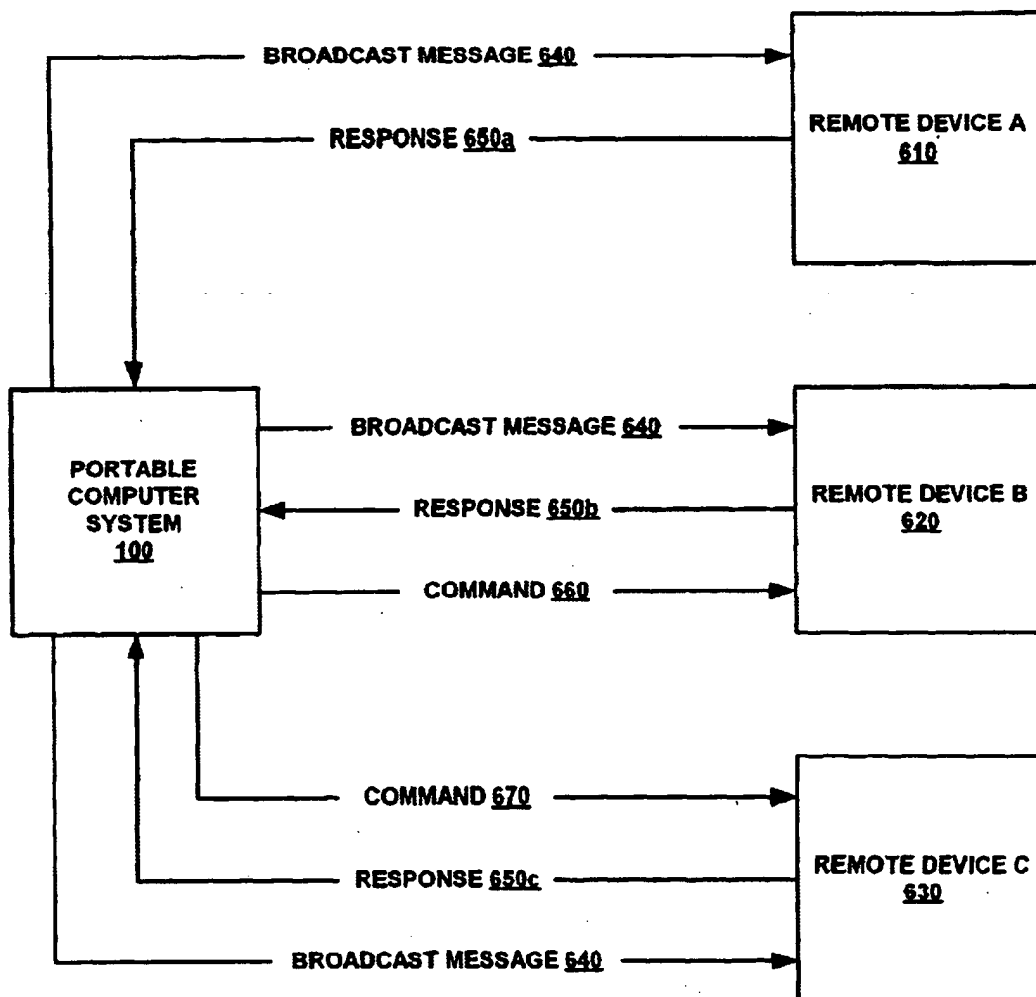 BROADCAST MESSAGE 640
RESPONSE 650a
REMOTE DEVICE A
610
PORTABLE
COMPUTER
SYSTEM
100
BROADCAST MESSAGE 640
RESPONSE 650b
COMMAND 660
REMOTE DEVICE B
620
COMMAND 670
RESPONSE 650c
BROADCAST MESSAGE 640
REMOTE DEVICE C
630